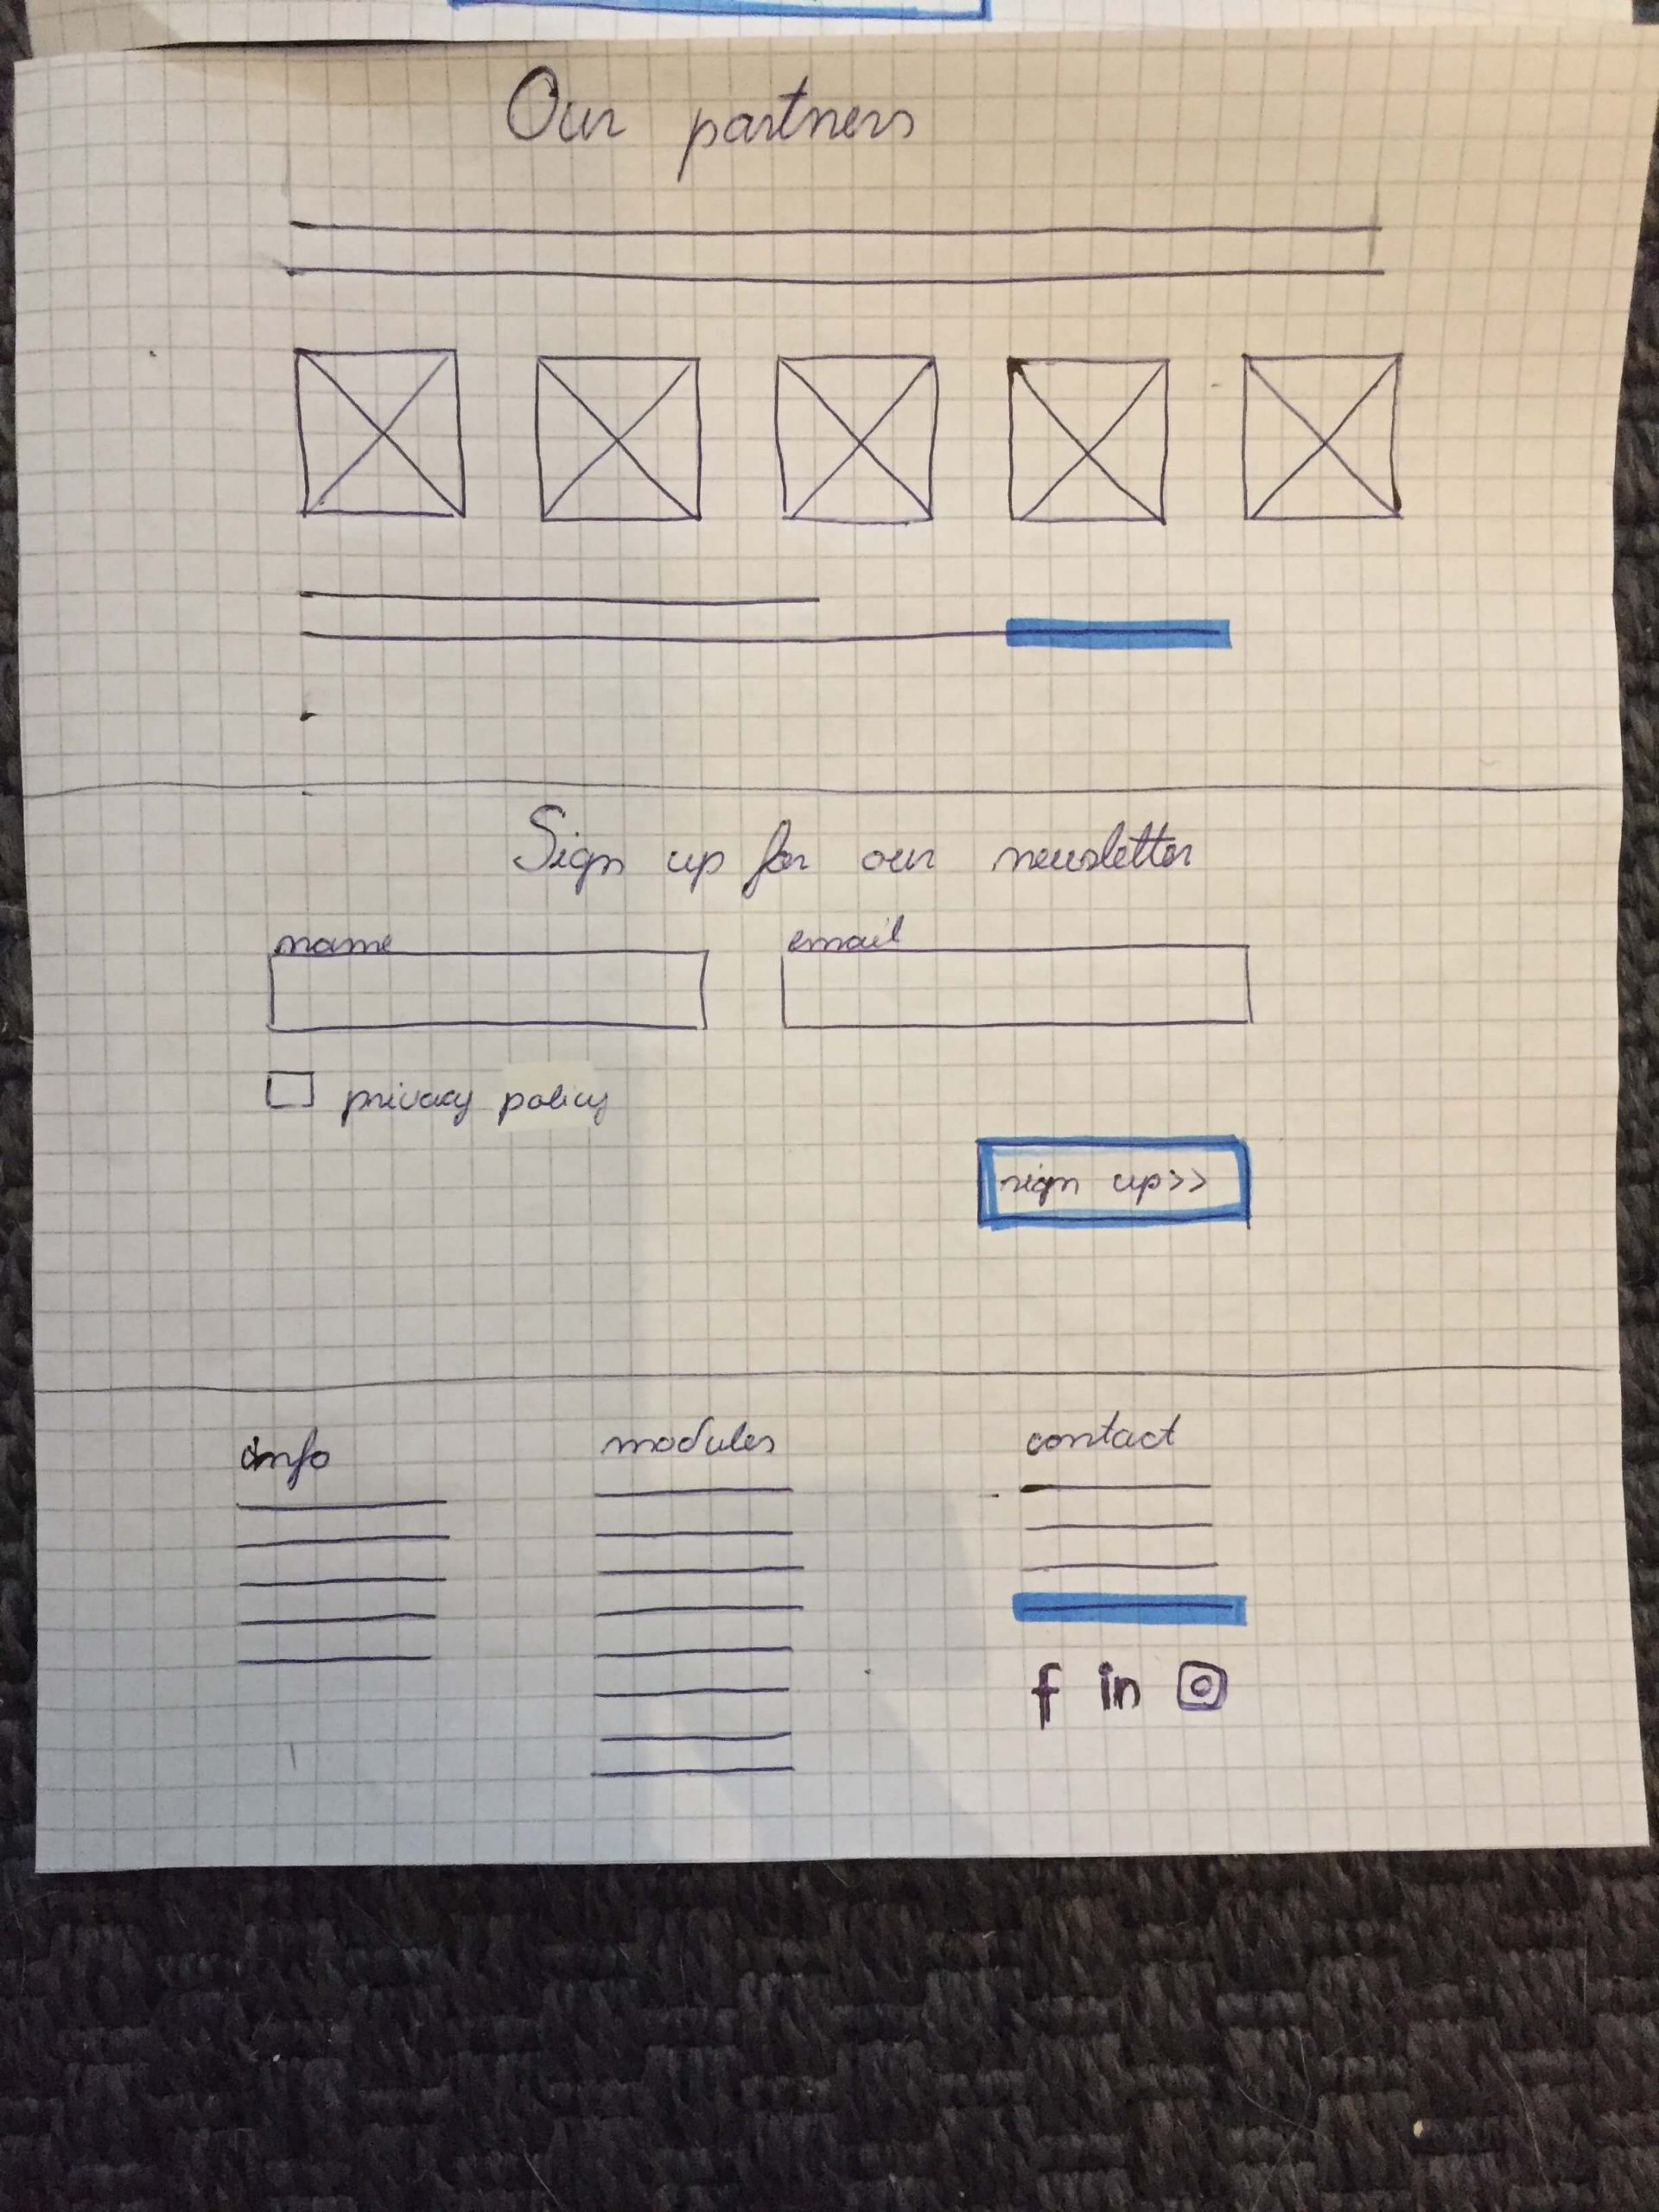 Our partners
Sign up for our newsletter
name email
privacy policy
sign up>>
info modules contact
f in